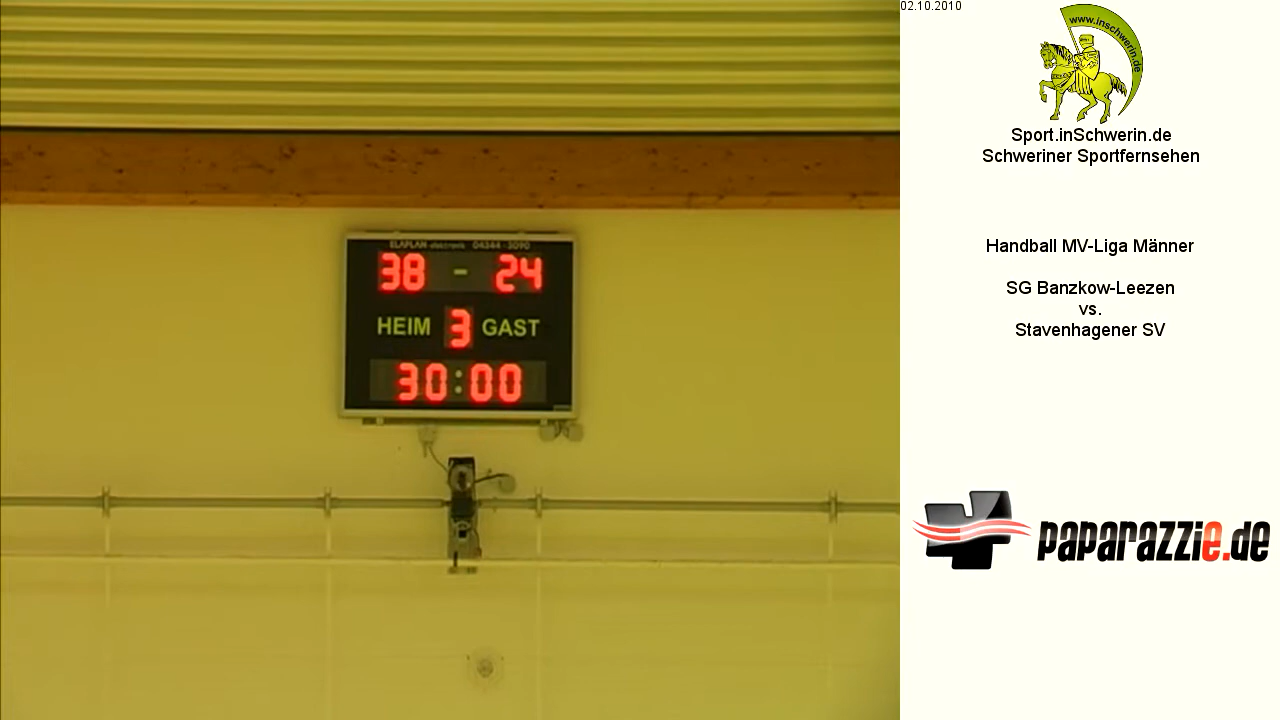 ELAPLAN elektronik 04344-3090
38 - 24
HEIM 3 GAST
30:00
02.10.2010
www.inschwerin.de
Sport.inSchwerin.de
Schweriner Sportfernsehen
Handball MV-Liga Männer
SG Banzkow-Leezen
vs.
Stavenhagener SV
paparazzie.de